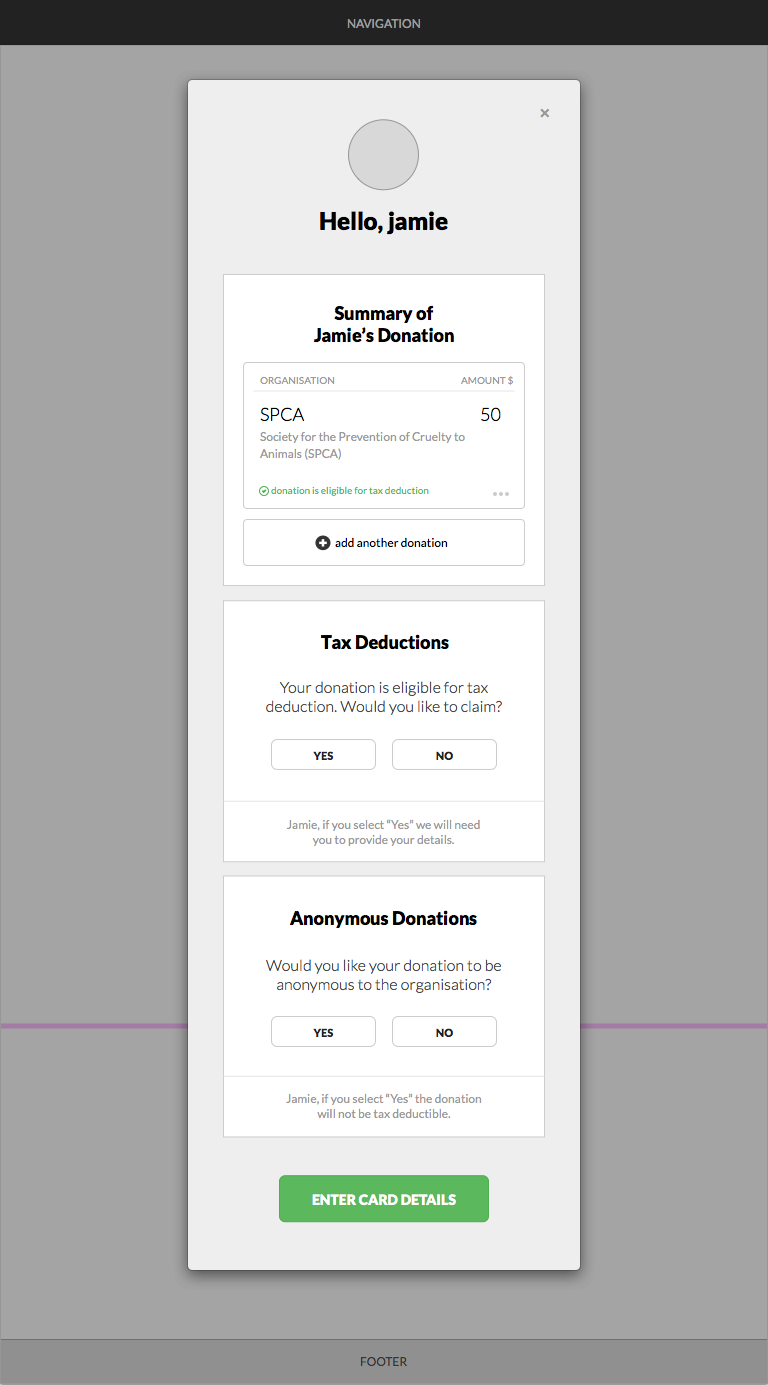 NAVIGATION
×
Hello, jamie
Summary of
Jamie’s Donation
ORGANISATION AMOUNT $
SPCA 50
Society for the Prevention of Cruelty to
Animals (SPCA)
donation is eligible for tax deduction
add another donation
Tax Deductions
Your donation is eligible for tax
deduction. Would you like to claim?
YES NO
Jamie, if you select “Yes” we will need
you to provide your details.
Anonymous Donations
Would you like your donation to be
anonymous to the organisation?
YES NO
Jamie, if you select “Yes” the donation
will not be tax deductible.
ENTER CARD DETAILS
FOOTER